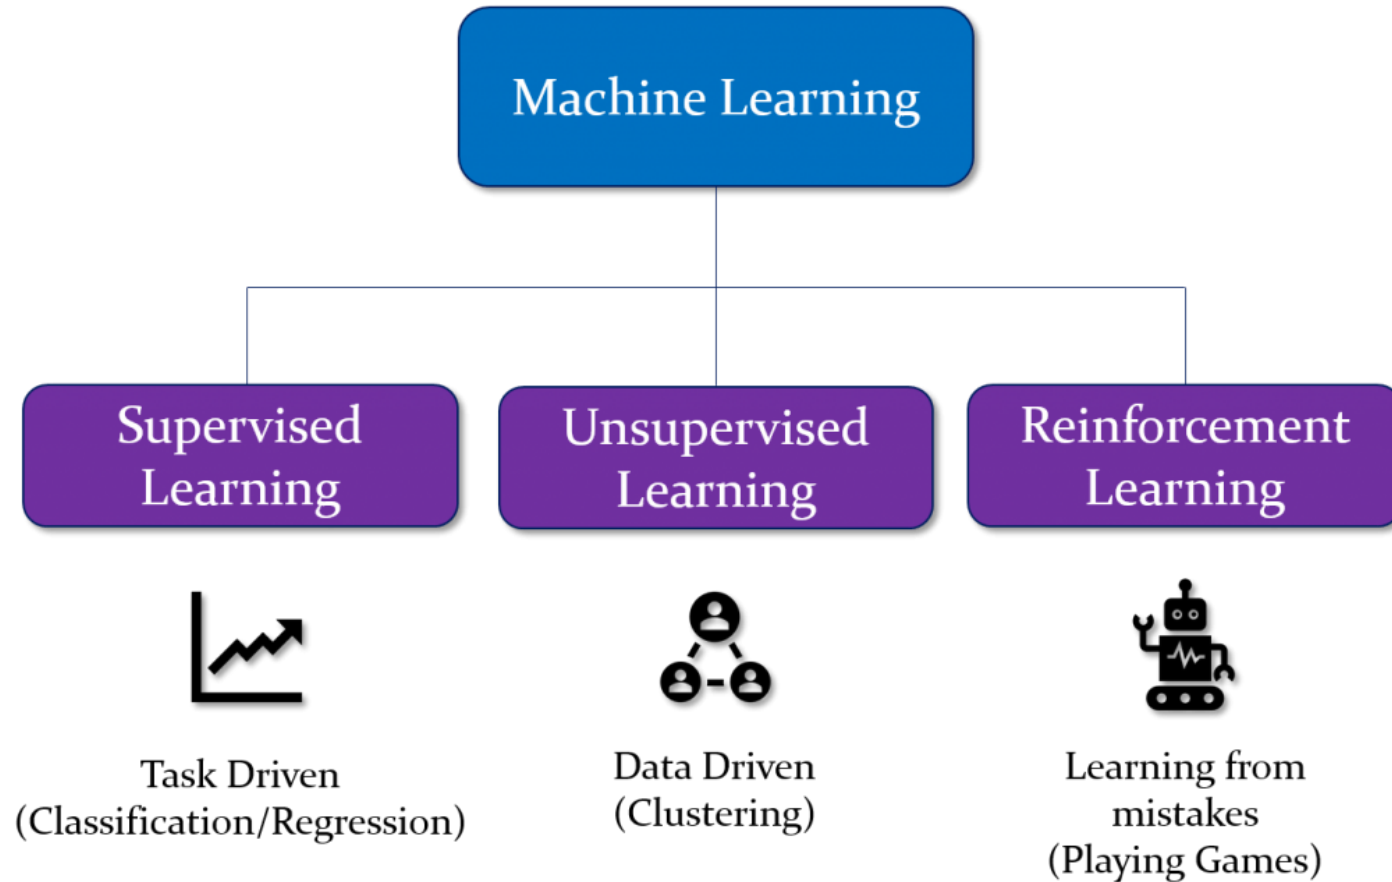 Machine Learning
Supervised
Learning
Unsupervised
Learning
Reinforcement
Learning
Task Driven
(Classification/Regression)
Data Driven
(Clustering)
Learning from
mistakes
(Playing Games)